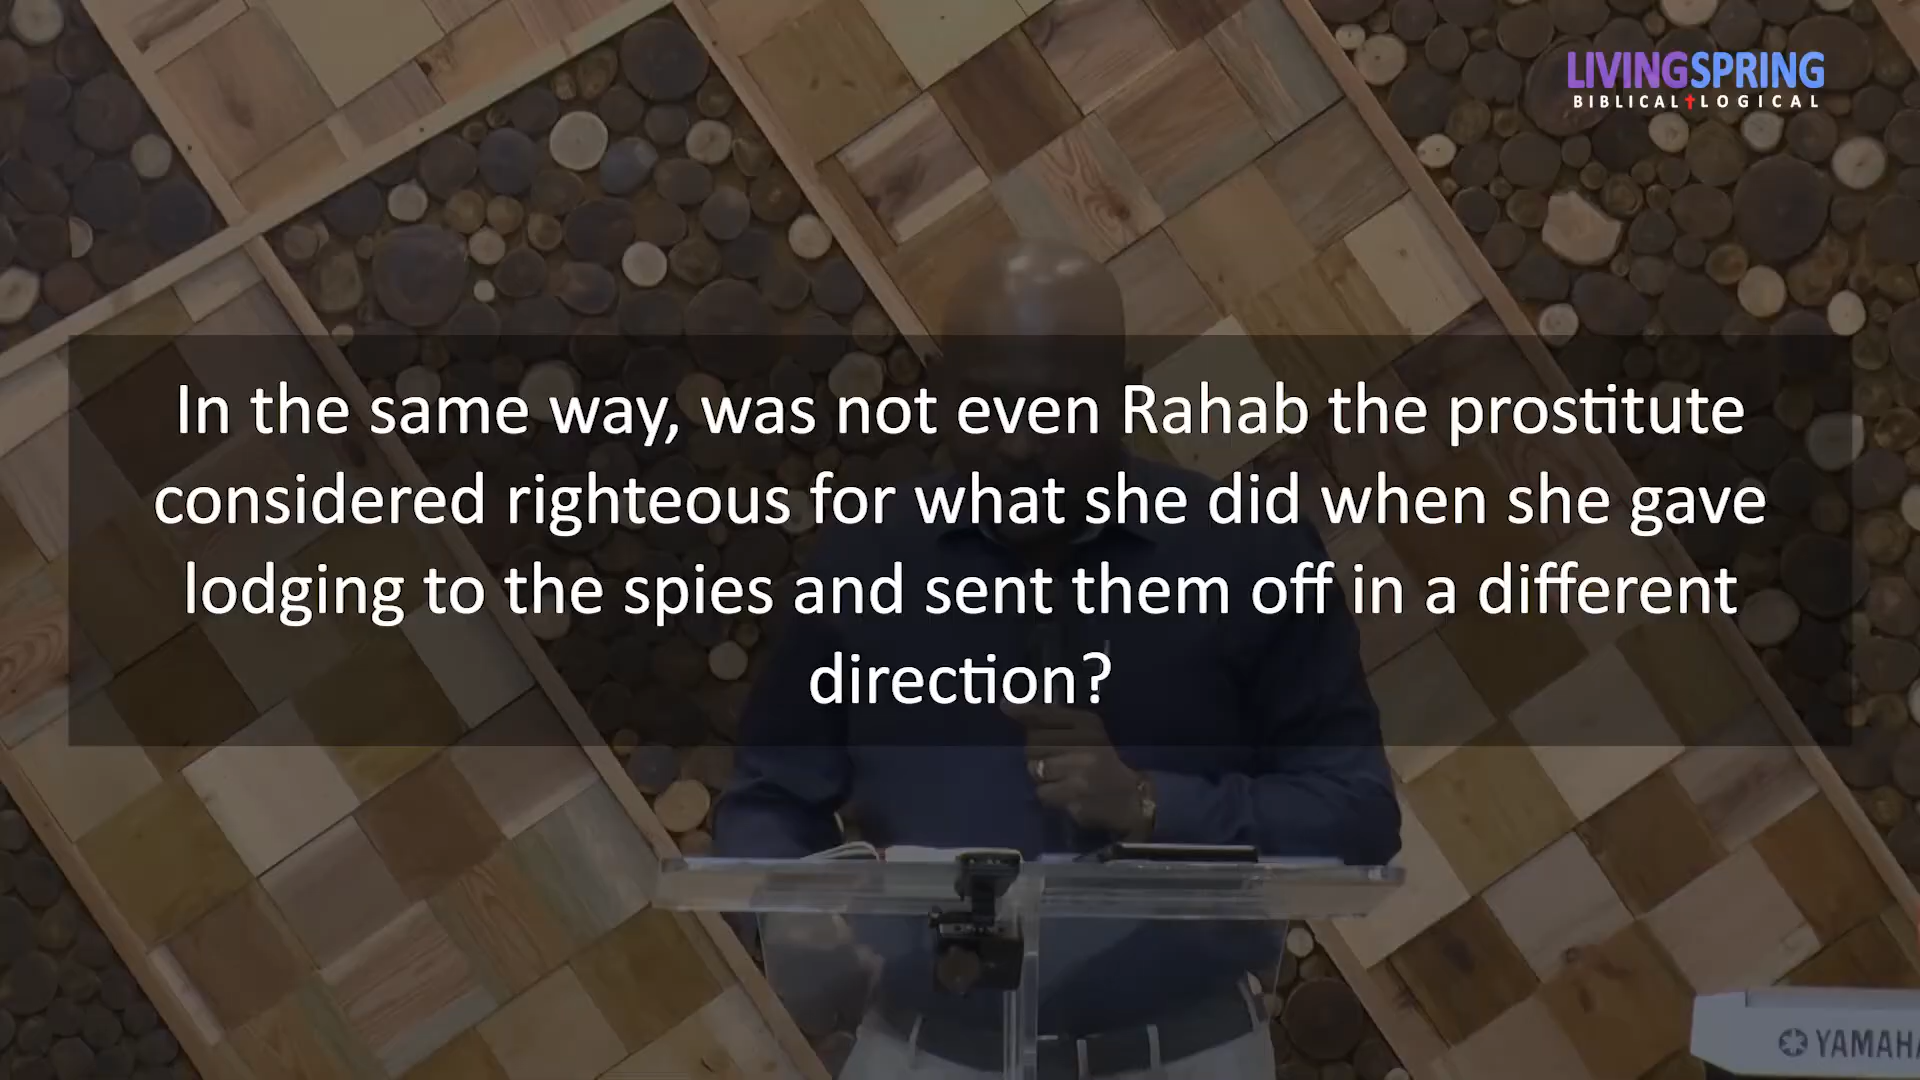 LIVINGSPRING
BIBLICAL LOGICAL
In the same way, was not even Rahab the prostitute
considered righteous for what she did when she gave
lodging to the spies and sent them off in a different
direction?
YAMAHA